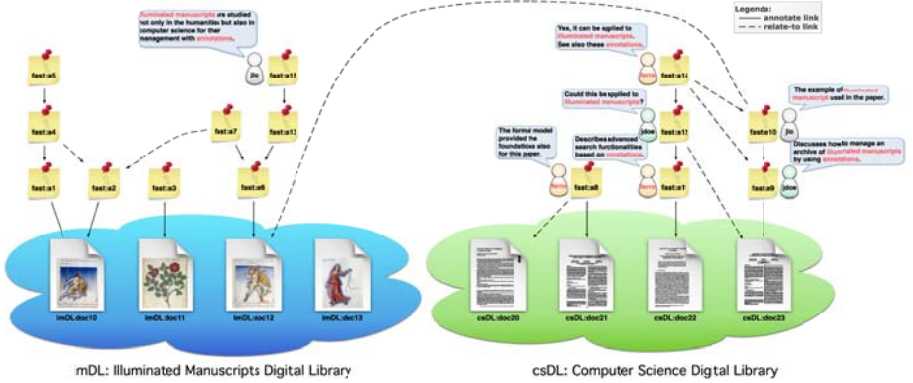 Illuminated manuscripts are studied
not only in the humanities but also in
computer science for their
management with annotations.
jlo
fast:a5
fast:a4
fast:a7
fast:a1
fast:a2
fast:a3
fast:a6
imDL:doc10
imDL:doc11
imDL:doc12
imDL:doc13
imDL: Illuminated Manuscripts Digital Library
Legenda:
annotate link
relate-to link
Yes, it can be applied to
illuminated manuscripts.
See also these annotations.
ferro
fast:a14
Could this be applied to
illuminated manuscripts?
jdoe
The example of illuminated
manuscript used in the paper.
fast:a10
jlo
The formal model
provided he
foundations also
for this paper.
Describes advanced
search functionalities
based on annotations.
Discusses how to manage an
archive of illuminated manuscripts
by using annotations.
ferro
fast:a8
ferro
fast:a9
jdoe
csDL:doc20
csDL:doc21
csDL:doc22
csDL:doc23
csDL: Computer Science Digital Library